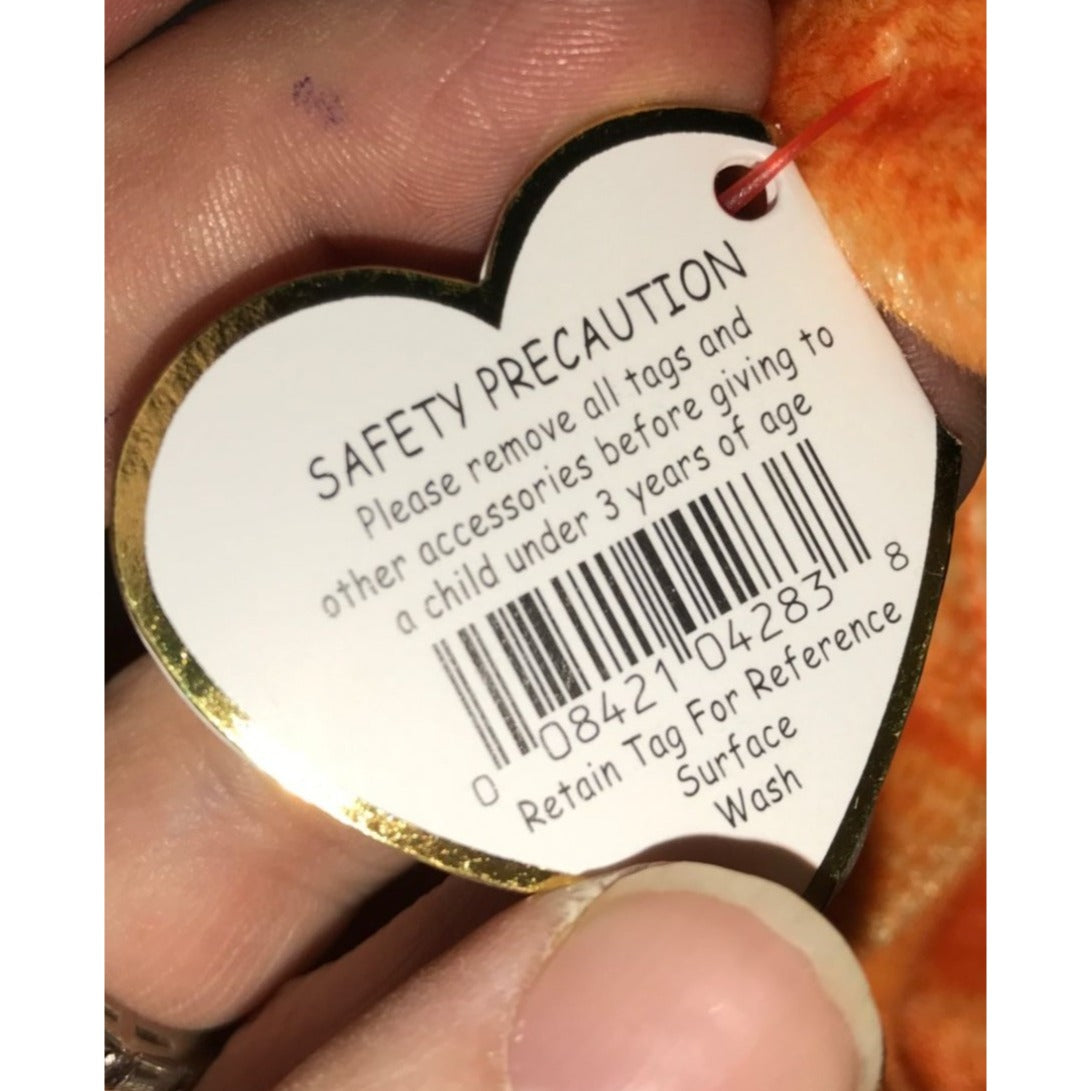 SAFETY PRECAUTION
Please remove all tags and
other accessories before giving to
a child under 3 years of age
0 08421 04283 8
Retain Tag For Reference
Surface
Wash